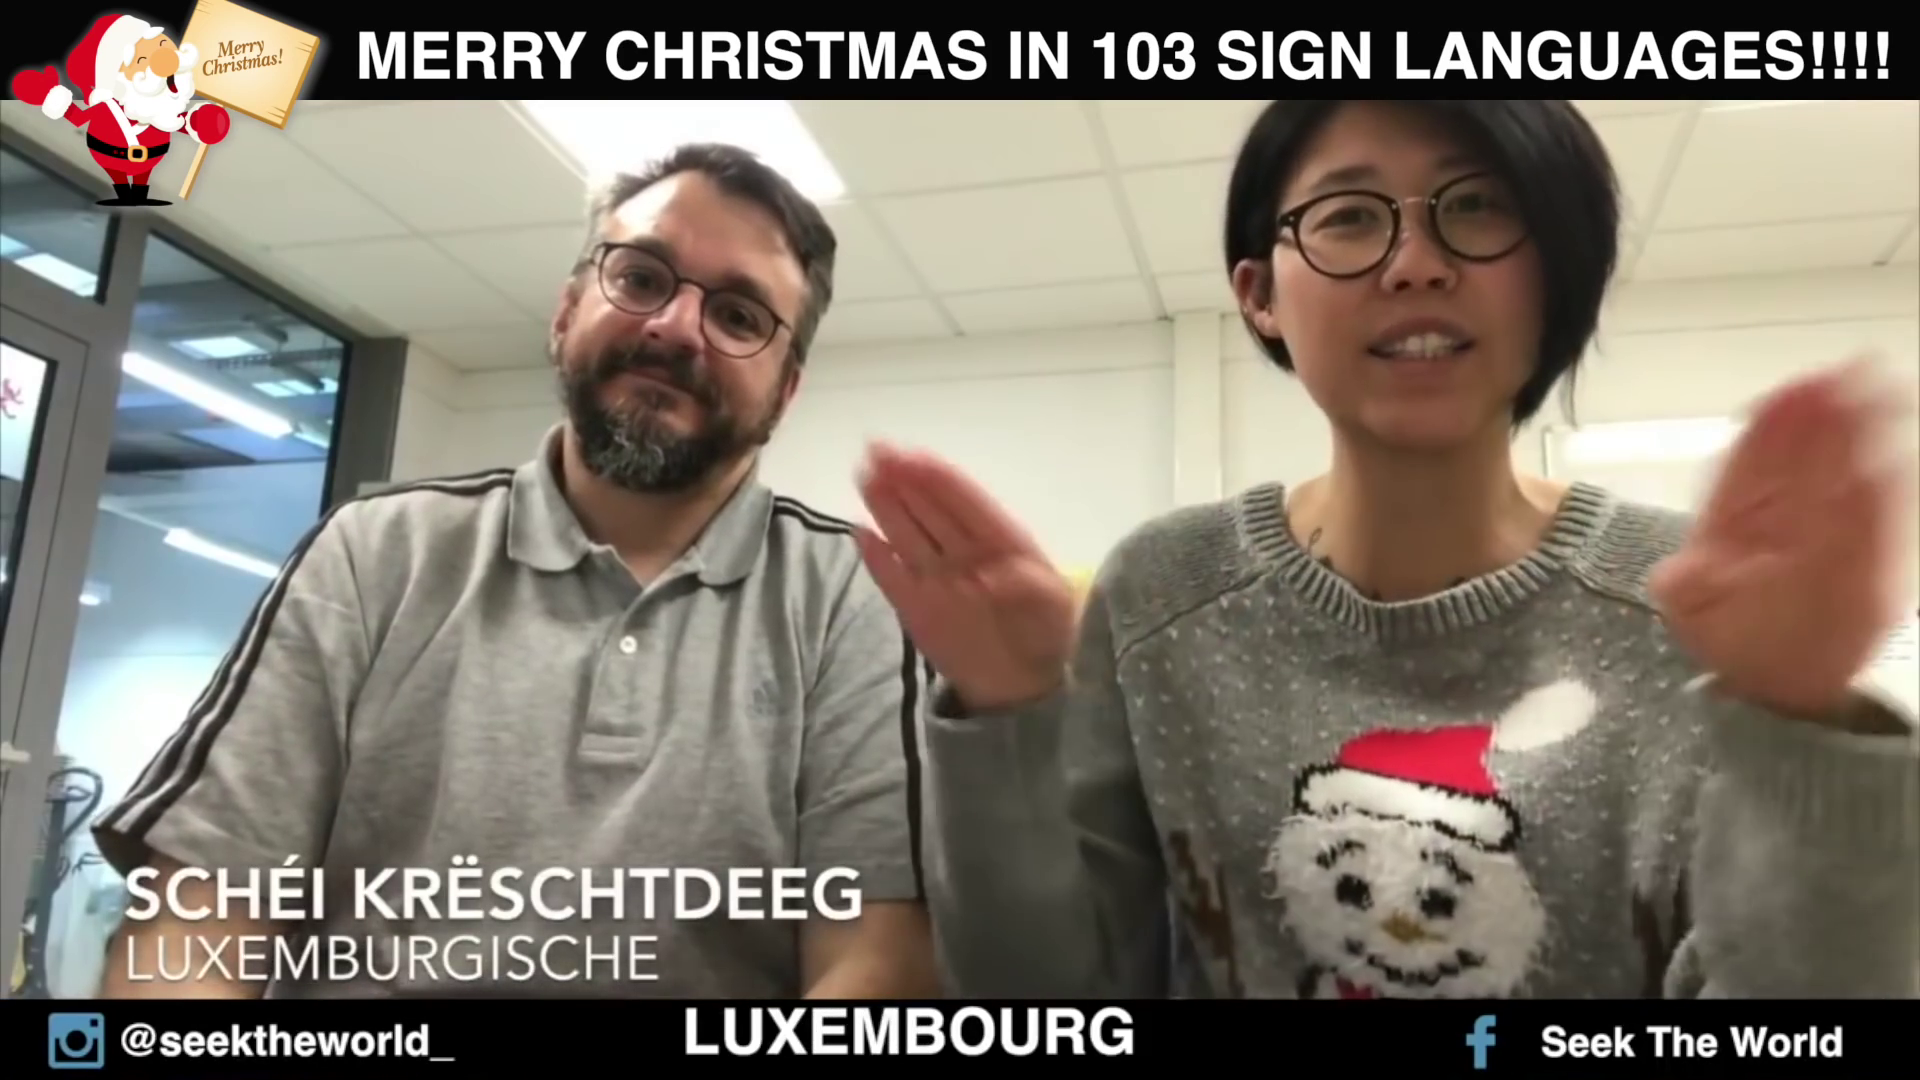 Merry
Christmas!
MERRY CHRISTMAS IN 103 SIGN LANGUAGES!!!!
SCHÉI KRËSCHTDEEG
LUXEMBURGISCHE
@seektheworld_
LUXEMBOURG
Seek The World